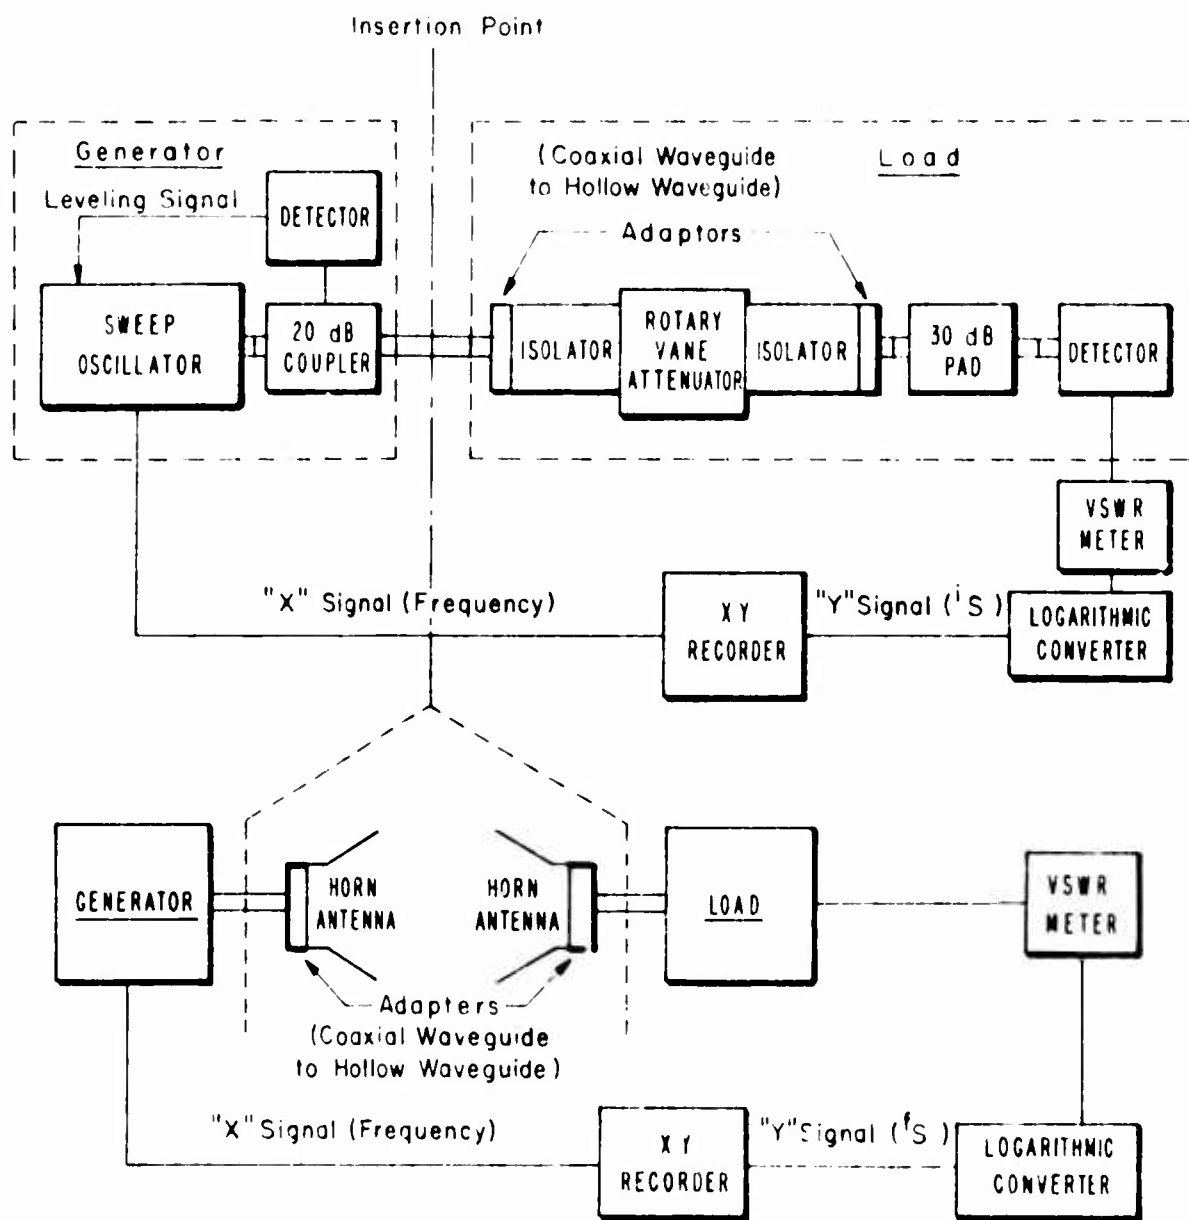 Insertion Point
Generator
Leveling Signal
DETECTOR
SWEEP
OSCILLATOR
20 dB
COUPLER
(Coaxial Waveguide
to Hollow Waveguide)
Load
Adaptors
ISOLATOR
ROTARY
VANE
ATTENUATOR
ISOLATOR
30 dB
PAD
DETECTOR
VSWR
METER
"X" Signal (Frequency)
XY
RECORDER
"Y" Signal (ⁱS)
LOGARITHMIC
CONVERTER
GENERATOR
HORN
ANTENNA
HORN
ANTENNA
LOAD
VSWR
METER
Adapters
(Coaxial Waveguide
to Hollow Waveguide)
"X" Signal (Frequency)
XY
RECORDER
"Y" Signal (ᶠS)
LOGARITHMIC
CONVERTER